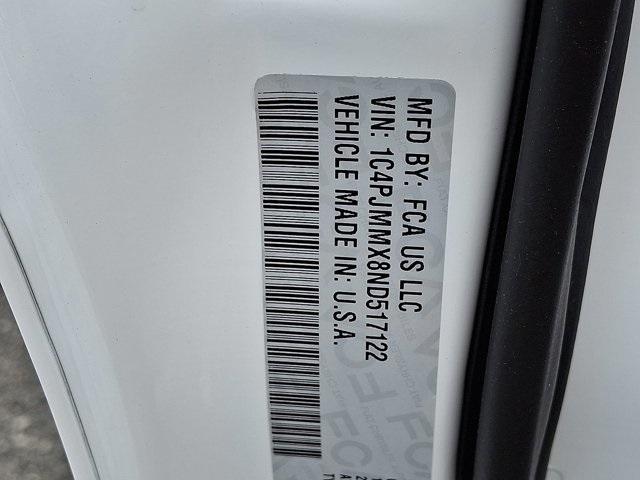 MFD BY: FCA US LLC
VIN: 1C4PJMMX8ND517122
VEHICLE MADE IN: U.S.A.